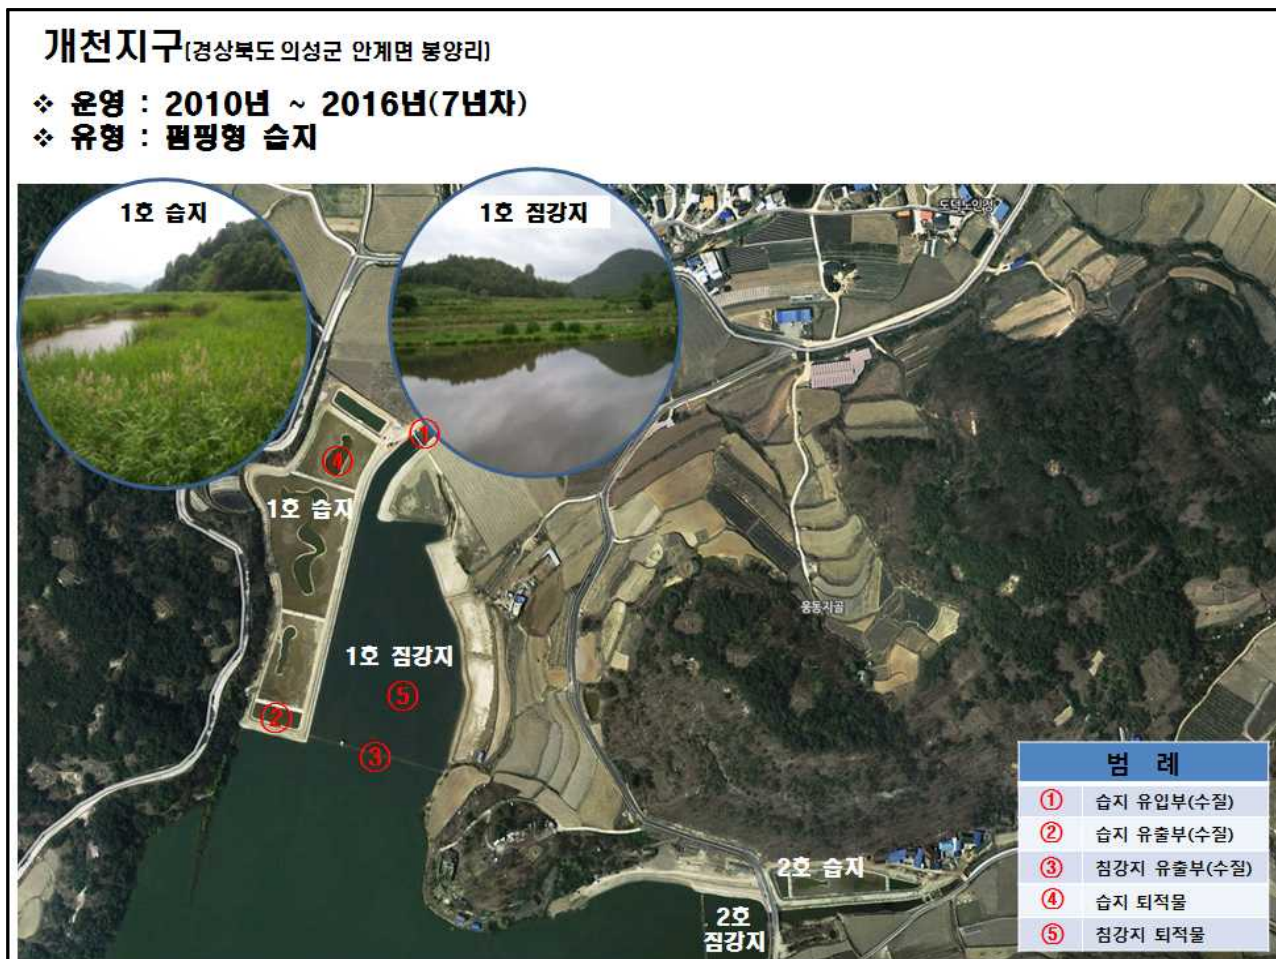 개천지구(경상북도 의성군 안계면 봉양리)
❖ 운영 : 2010년 ~ 2016년(7년차)
❖ 유형 : 펌핑형 습지
1호 습지
1호 침강지
도덕노인정
①
④
1호 습지
1호 침강지
⑤
②
③
웅동지골
2호 습지
2호
침강지
범 례
① 습지 유입부(수질)
② 습지 유출부(수질)
③ 침강지 유출부(수질)
④ 습지 퇴적물
⑤ 침강지 퇴적물